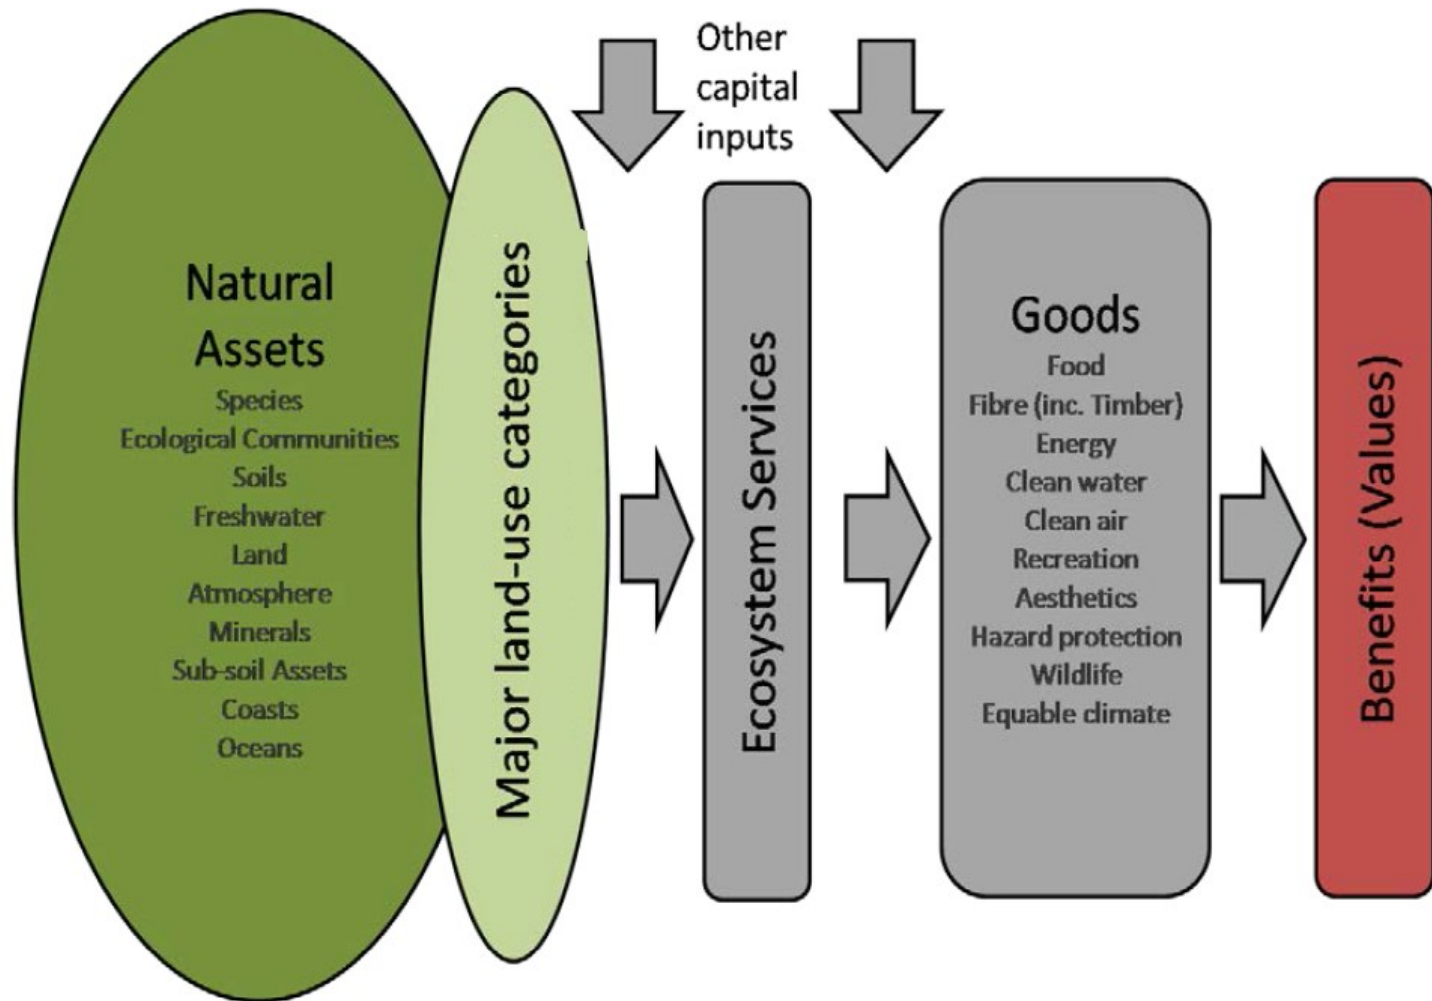 Other
capital
inputs
Natural
Assets
Species
Ecological Communities
Soils
Freshwater
Land
Atmosphere
Minerals
Sub-soil Assets
Coasts
Oceans
Major land-use categories
Ecosystem Services
Goods
Food
Fibre (inc. Timber)
Energy
Clean water
Clean air
Recreation
Aesthetics
Hazard protection
Wildlife
Equable climate
Benefits (Values)